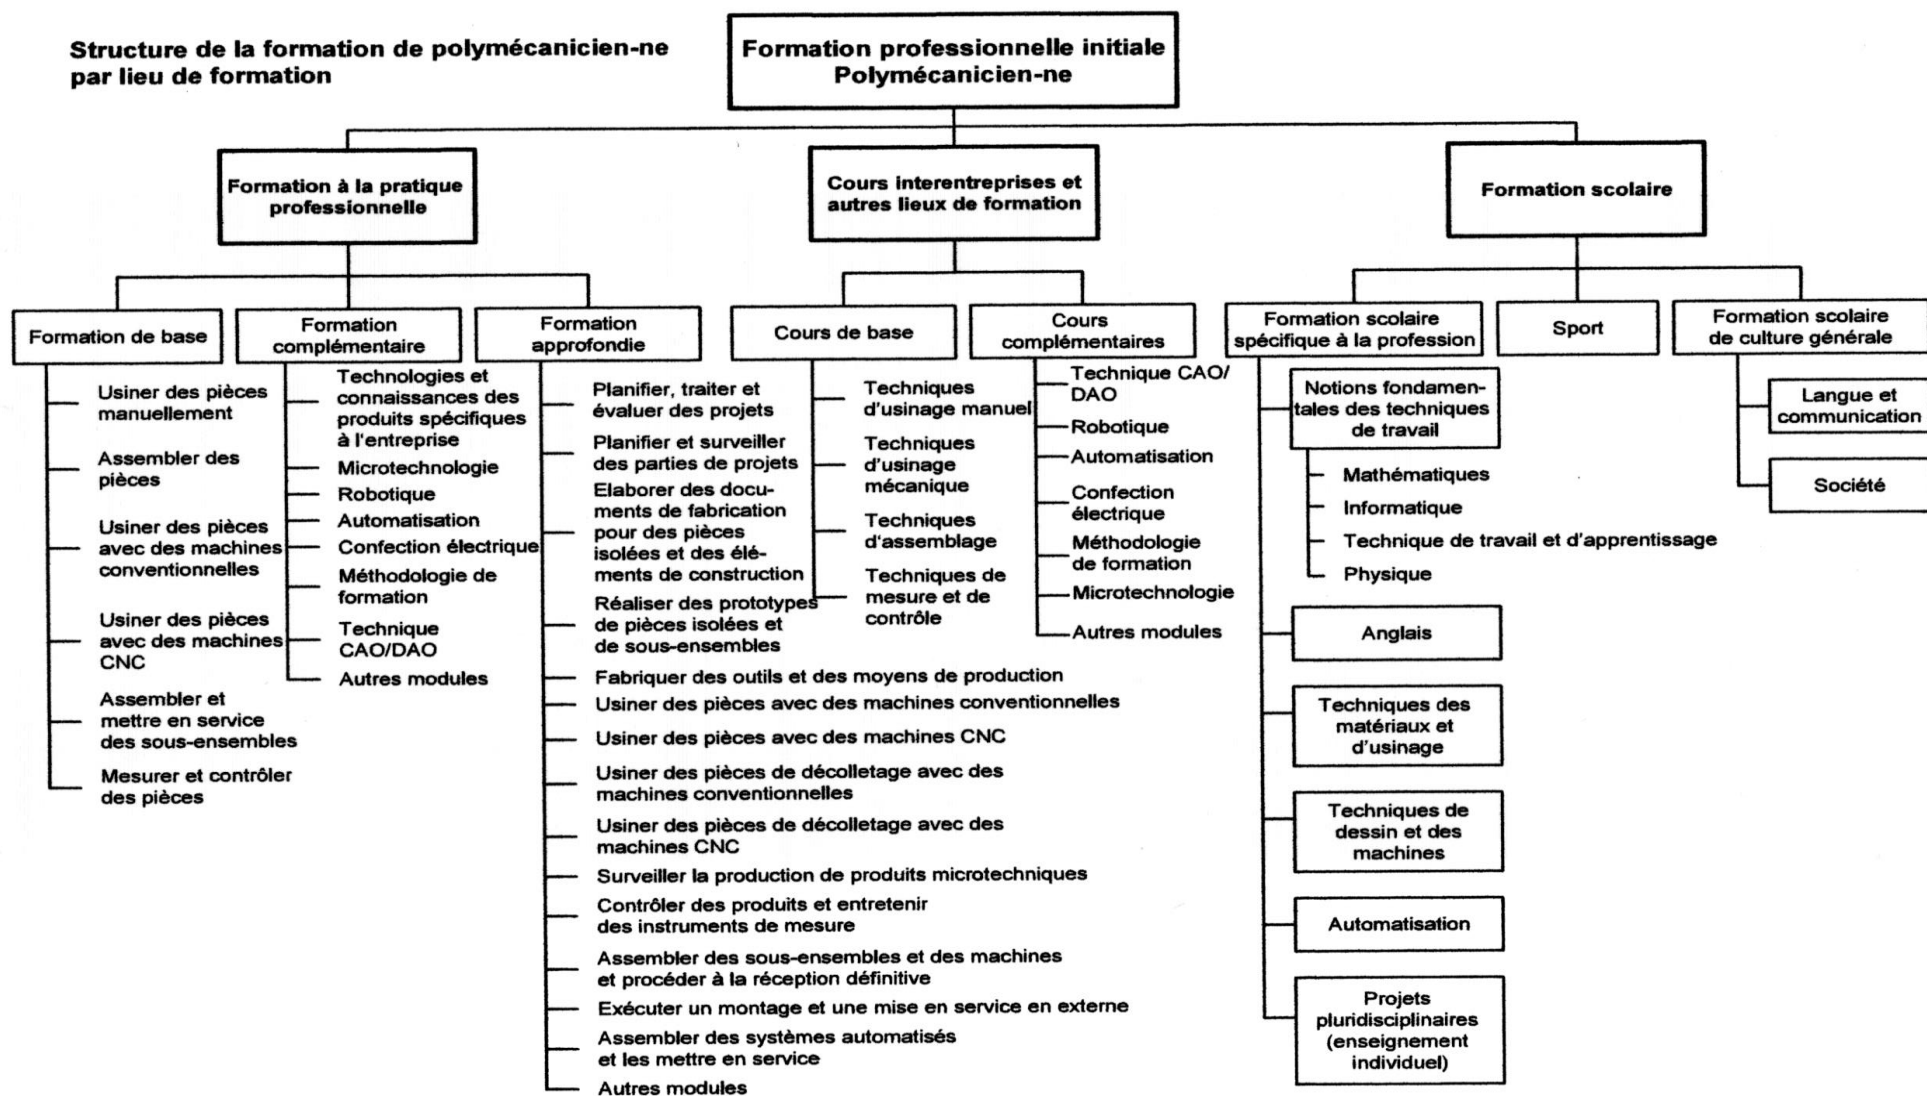 Structure de la formation de polymécanicien-ne
par lieu de formation
Formation professionnelle initiale
Polymécanicien-ne
Formation à la pratique
professionnelle
Cours interentreprises et
autres lieux de formation
Formation scolaire
Formation de base
Usiner des pièces
manuellement
Assembler des
pièces
Usiner des pièces
avec des machines
conventionnelles
Usiner des pièces
avec des machines
CNC
Assembler et
mettre en service
des sous-ensembles
Mesurer et contrôler
des pièces
Formation
complémentaire
Technologies et
connaissances des
produits spécifiques
à l'entreprise
Microtechnologie
Robotique
Automatisation
Confection électrique
Méthodologie de
formation
Technique
CAO/DAO
Autres modules
Formation
approfondie
Planifier, traiter et
évaluer des projets
Planifier et surveiller
des parties de projets
Elaborer des docu-
ments de fabrication
pour des pièces
isolées et des élé-
ments de construction
Réaliser des prototypes
de pièces isolées et
de sous-ensembles
Fabriquer des outils et des moyens de production
Usiner des pièces avec des machines conventionnelles
Usiner des pièces avec des machines CNC
Usiner des pièces de décolletage avec des
machines conventionnelles
Usiner des pièces de décolletage avec des
machines CNC
Surveiller la production de produits microtechniques
Contrôler des produits et entretenir
des instruments de mesure
Assembler des sous-ensembles et des machines
et procéder à la réception définitive
Exécuter un montage et une mise en service en externe
Assembler des systèmes automatisés
et les mettre en service
Autres modules
Cours de base
Techniques
d'usinage manuel
Techniques
d'usinage
mécanique
Techniques
d'assemblage
Techniques de
mesure et de
contrôle
Cours
complémentaires
Technique CAO/
DAO
Robotique
Automatisation
Confection
électrique
Méthodologie
de formation
Microtechnologie
Autres modules
Formation scolaire
spécifique à la profession
Notions fondamen-
tales des techniques
de travail
Mathématiques
Informatique
Technique de travail et d'apprentissage
Physique
Anglais
Techniques des
matériaux et
d'usinage
Techniques de
dessin et des
machines
Automatisation
Projets
pluridisciplinaires
(enseignement
individuel)
Sport
Formation scolaire
de culture générale
Langue et
communication
Société